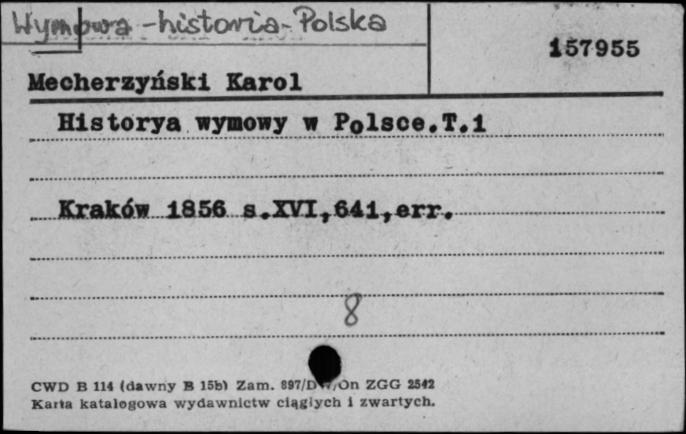 Wymowa - historia - Polska
157955
Mecherzyński Karol
Historya wymowy w Polsce.T.1
Kraków 1856 s.XVI,641,err.
8
CWD B 114 (dawny B 15b) Zam. 897/DW/On ZGG 2542
Karta katalogowa wydawnictw ciągłych i zwartych.